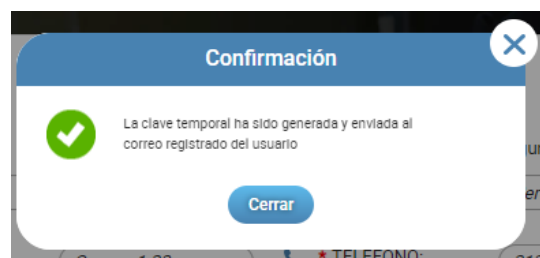 Confirmación
La clave temporal ha sido generada y enviada al
correo registrado del usuario
Cerrar
* TELEFONO: